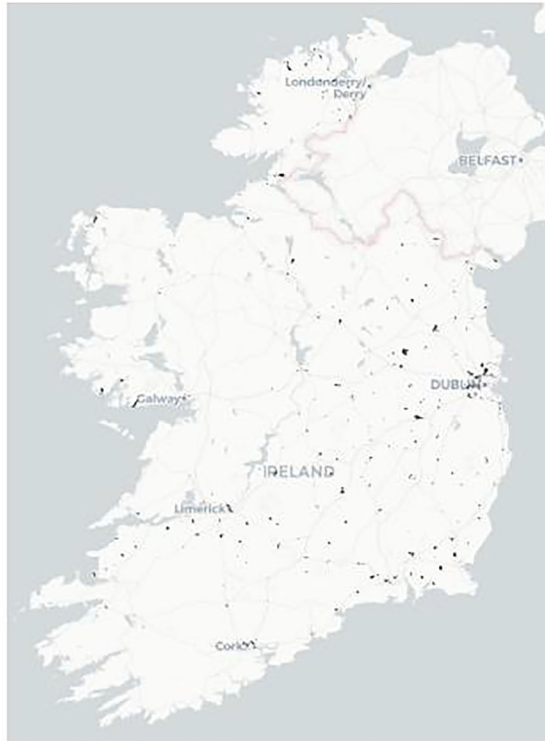 Londonderry/
Derry
BELFAST
DUBLIN
Galway
IRELAND
Limerick
Cork